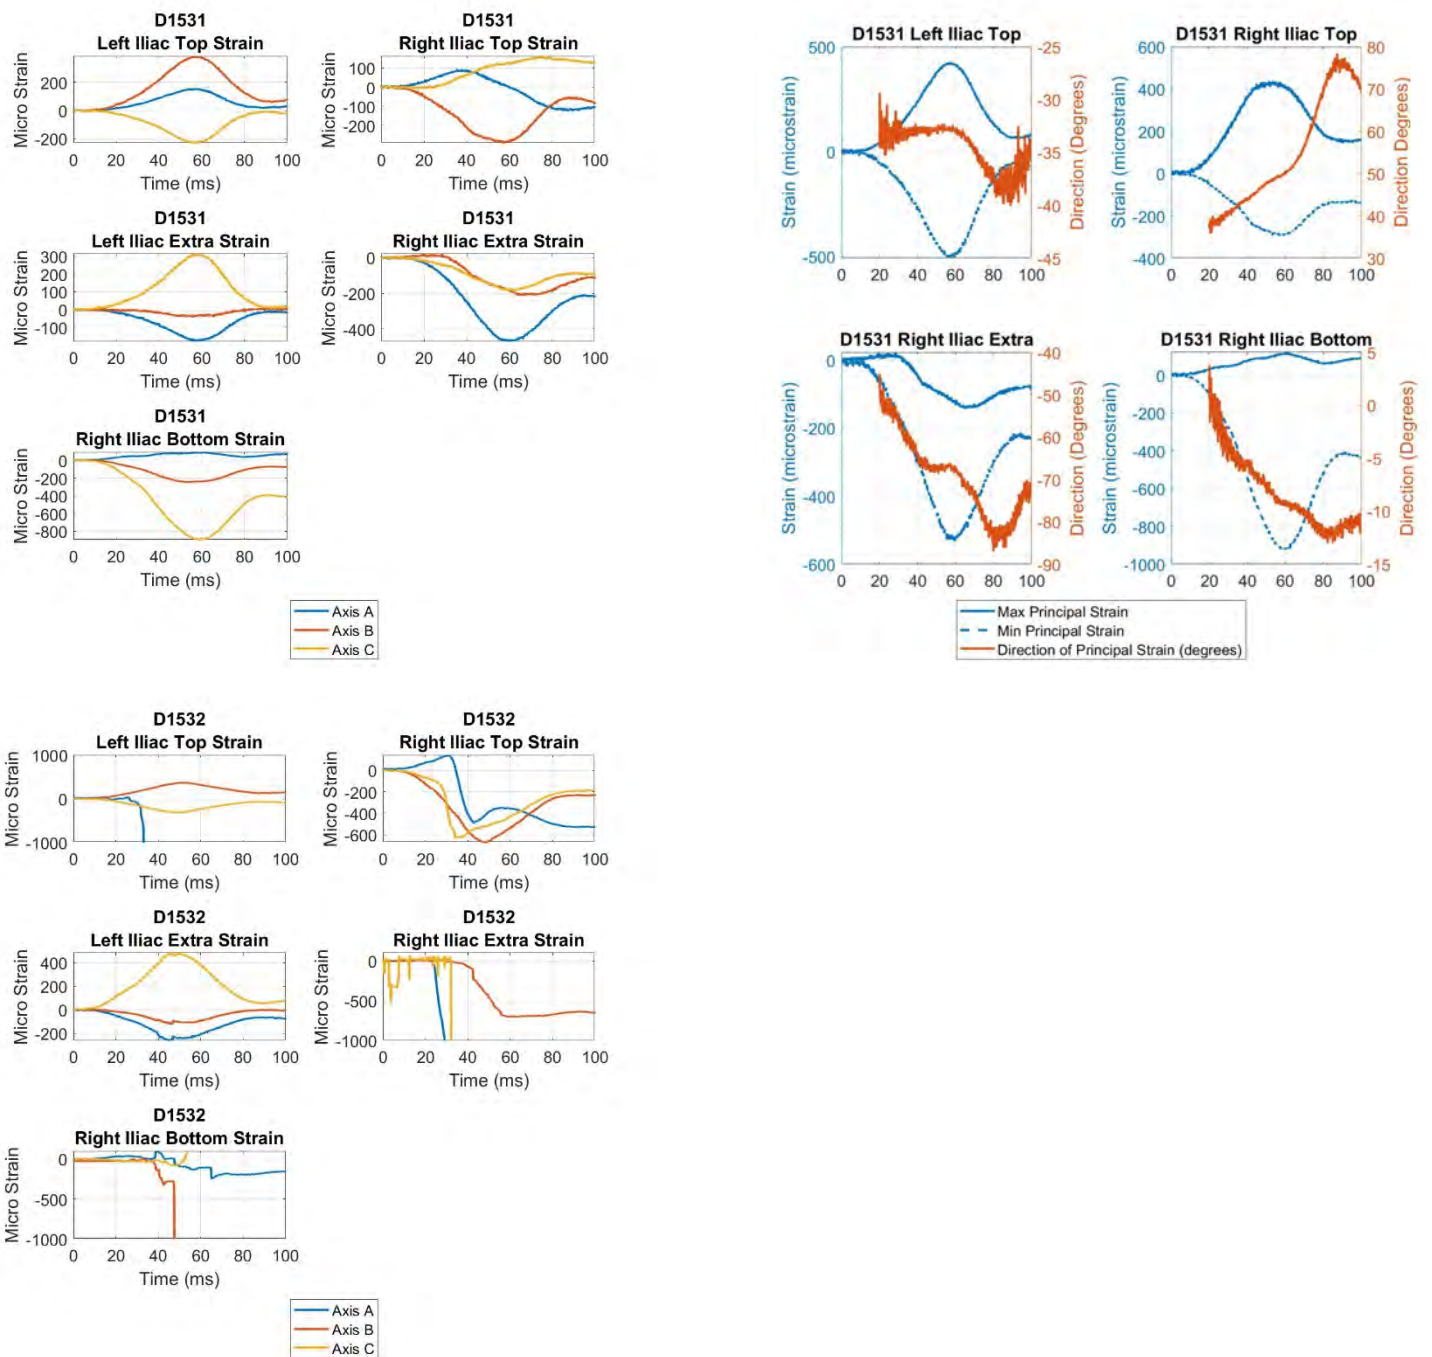 D1531
Left Iliac Top Strain
Micro Strain
200
0
-200
0 20 40 60 80 100
Time (ms)
D1531
Right Iliac Top Strain
Micro Strain
100
0
-100
-200
0 20 40 60 80 100
Time (ms)
D1531
Left Iliac Extra Strain
Micro Strain
300
200
100
0
-100
0 20 40 60 80 100
Time (ms)
D1531
Right Iliac Extra Strain
Micro Strain
0
-200
-400
0 20 40 60 80 100
Time (ms)
D1531
Right Iliac Bottom Strain
Micro Strain
0
-200
-400
-600
-800
0 20 40 60 80 100
Time (ms)
Axis A
Axis B
Axis C
D1531 Left Iliac Top
Strain (microstrain)
500
0
-500
0 20 40 60 80 100
-25
-30
-35
-40
-45
Direction (Degrees)
D1531 Right Iliac Top
Strain (microstrain)
600
400
200
0
-200
-400
0 20 40 60 80 100
80
70
60
50
40
30
Direction Degrees)
D1531 Right Iliac Extra
Strain (microstrain)
0
-200
-400
-600
0 20 40 60 80 100
-40
-50
-60
-70
-80
-90
Direction (Degrees)
D1531 Right Iliac Bottom
Strain (microstrain)
0
-200
-400
-600
-800
-1000
0 20 40 60 80 100
5
0
-5
-10
-15
Direction (Degrees)
Max Principal Strain
Min Principal Strain
Direction of Principal Strain (degrees)
D1532
Left Iliac Top Strain
Micro Strain
1000
0
-1000
0 20 40 60 80 100
Time (ms)
D1532
Right Iliac Top Strain
Micro Strain
0
-200
-400
-600
0 20 40 60 80 100
Time (ms)
D1532
Left Iliac Extra Strain
Micro Strain
400
200
0
-200
0 20 40 60 80 100
Time (ms)
D1532
Right Iliac Extra Strain
Micro Strain
0
-500
-1000
0 20 40 60 80 100
Time (ms)
D1532
Right Iliac Bottom Strain
Micro Strain
0
-500
-1000
0 20 40 60 80 100
Time (ms)
Axis A
Axis B
Axis C